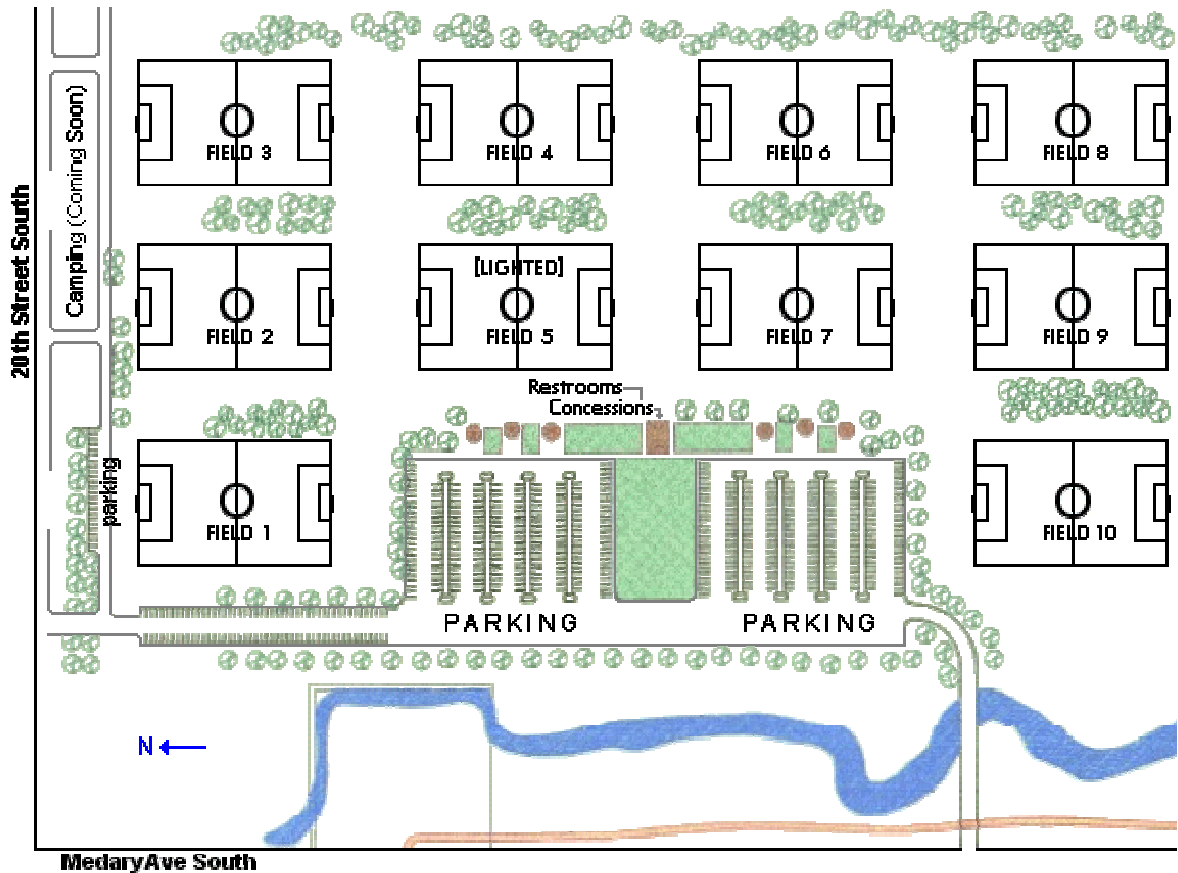 FIELD 3
FIELD 4
FIELD 6
FIELD 8
Camping (Coming Soon)
20th Street South
[LIGHTED]
FIELD 2
FIELD 5
FIELD 7
FIELD 9
Restrooms
Concessions
parking
FIELD 1
FIELD 10
PARKING
PARKING
N
MedaryAve South